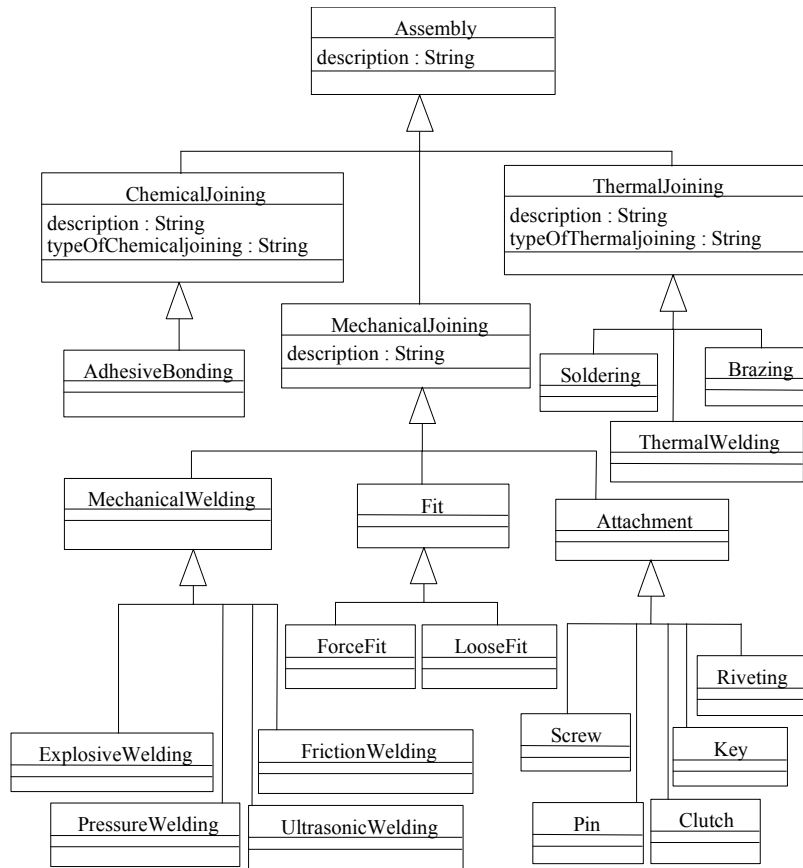 Assembly
description : String
ChemicalJoining
description : String
typeOfChemicaljoining : String
ThermalJoining
description : String
typeOfThermaljoining : String
MechanicalJoining
description : String
AdhesiveBonding
Soldering
Brazing
ThermalWelding
MechanicalWelding
Fit
Attachment
ForceFit
LooseFit
Riveting
ExplosiveWelding
FrictionWelding
Screw
Key
PressureWelding
UltrasonicWelding
Pin
Clutch